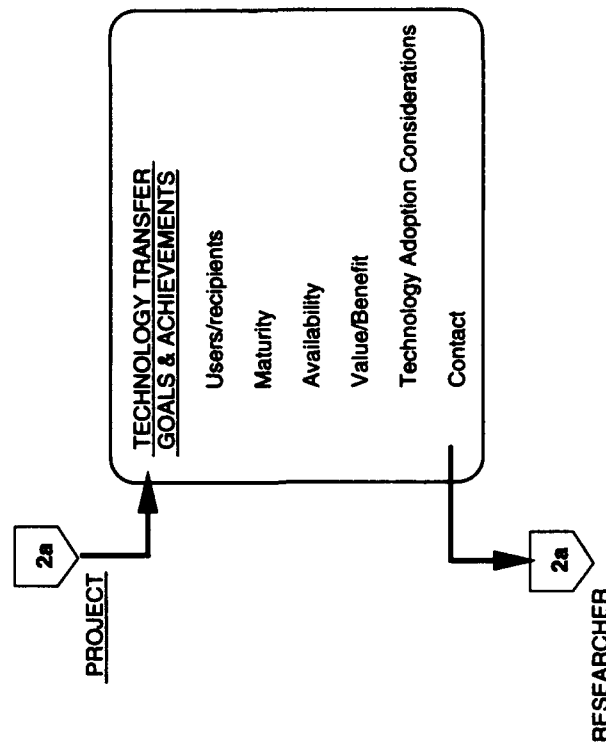 2a
PROJECT
TECHNOLOGY TRANSFER
GOALS & ACHIEVEMENTS
Users/recipients
Maturity
Availability
Value/Benefit
Technology Adoption Considerations
Contact
2a
RESEARCHER